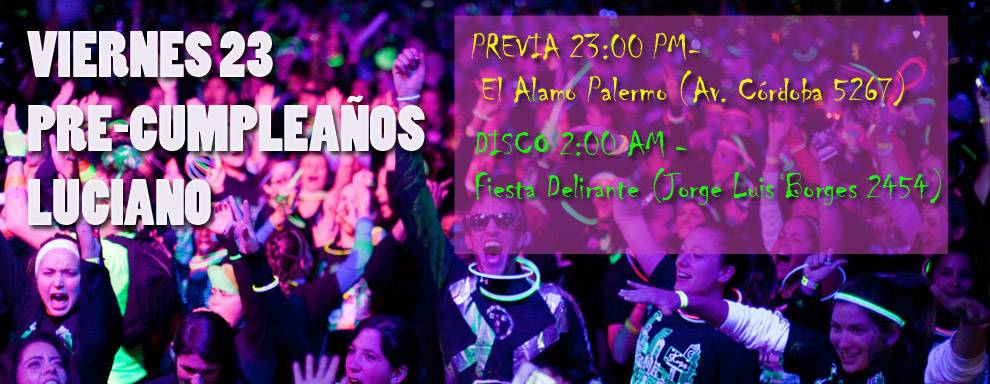 VIERNES 23
PRE-CUMPLEAÑOS
LUCIANO
PREVIA 23:00 PM-
El Alamo Palermo (Av. Córdoba 5267)
DISCO 2:00 AM -
Fiesta Delirante (Jorge Luis Borges 2454)